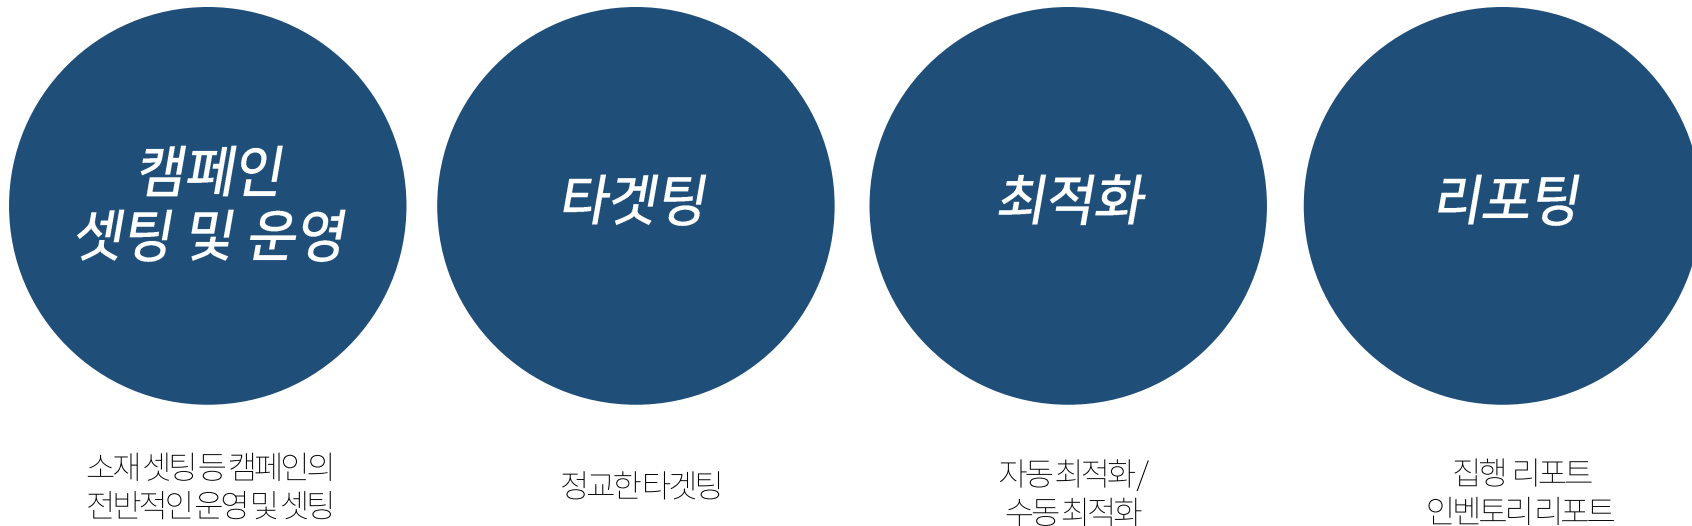 캠페인
셋팅 및 운영
타겟팅
최적화
리포팅
소재 셋팅 등 캠페인의
전반적인 운영 및 셋팅
정교한 타겟팅
자동 최적화 /
수동 최적화
집행 리포트
인벤토리 리포트